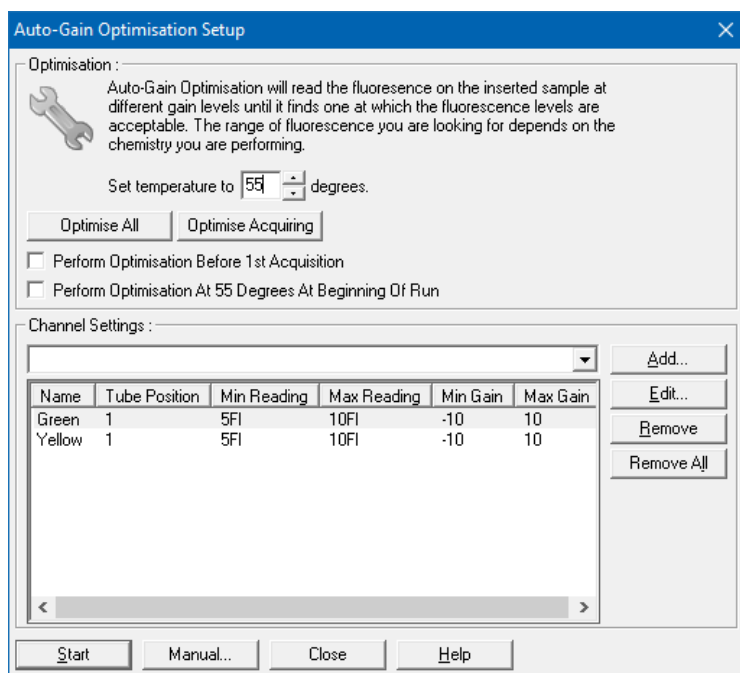 Auto-Gain Optimisation Setup
Optimisation :
Auto-Gain Optimisation will read the fluoresence on the inserted sample at
different gain levels until it finds one at which the fluorescence levels are
acceptable. The range of fluorescence you are looking for depends on the
chemistry you are performing.
Set temperature to 55 degrees.
Optimise All Optimise Acquiring
Perform Optimisation Before 1st Acquisition
Perform Optimisation At 55 Degrees At Beginning Of Run
Channel Settings :
Add...
Name Tube Position Min Reading Max Reading Min Gain Max Gain
Edit...
Green 1 5Fl 10Fl -10 10
Yellow 1 5Fl 10Fl -10 10
Remove
Remove All
Start Manual... Close Help